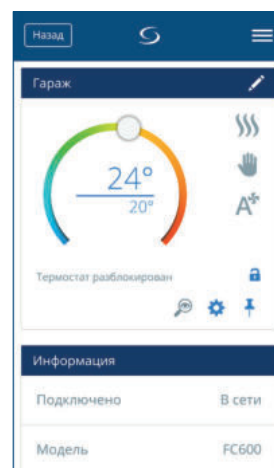 Назад
Гараж
24°
20°
A
Термостат разблокирован
Информация
Подключено В сети
Модель FC600